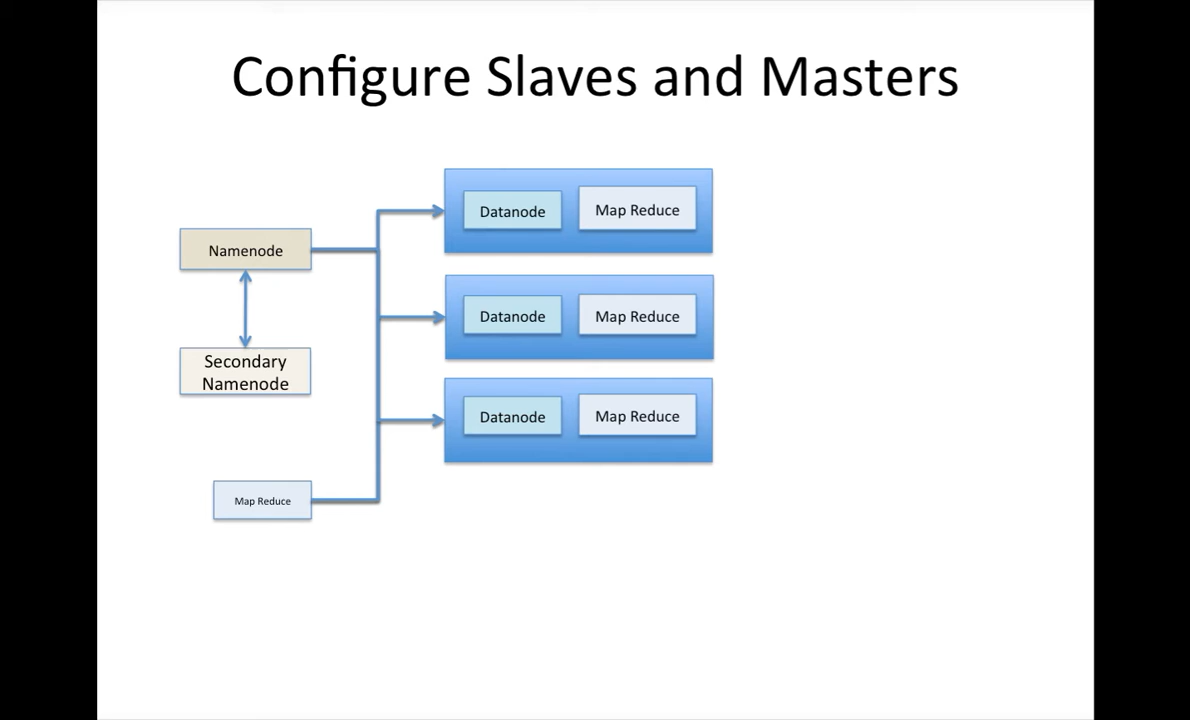 Configure Slaves and Masters
Datanode
Map Reduce
Namenode
Datanode
Map Reduce
Secondary
Namenode
Datanode
Map Reduce
Map Reduce